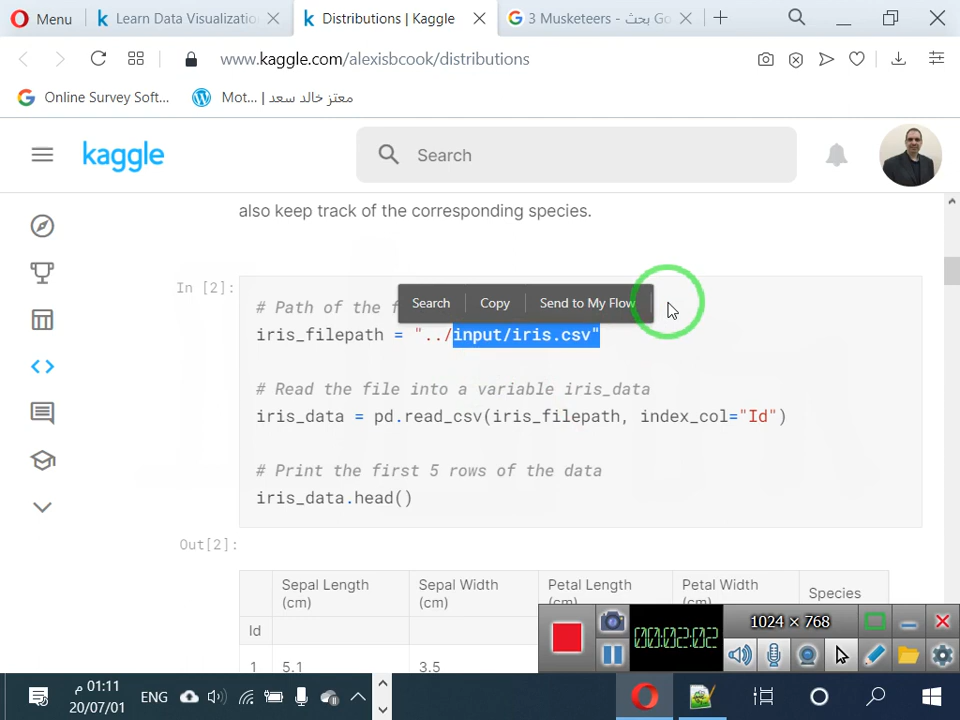 Menu
Learn Data Visualizatio
Distributions | Kaggle
3 Musketeers - بحث Go
www.kaggle.com/alexisbcook/distributions
Online Survey Soft...
Mot... | معتز خالد سعد
kaggle
Search
also keep track of the corresponding species.
In [2]:
# Path of the f
Search
Copy
Send to My Flow
iris_filepath = "../input/iris.csv"
# Read the file into a variable iris_data
iris_data = pd.read_csv(iris_filepath, index_col="Id")
# Print the first 5 rows of the data
iris_data.head()
Out[2]:
Sepal Length (cm)
Sepal Width (cm)
Petal Length (cm)
Petal Width (cm)
Species
Id
1
5.1
3.5
00:02:02
1024 × 768
01:11 م
20/07/01
ENG